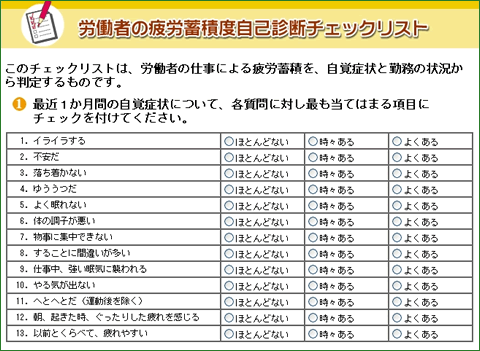 労働者の疲労蓄積度自己診断チェックリスト
このチェックリストは、労働者の仕事による疲労蓄積を、自覚症状と勤務の状況か
ら判定するものです。
1 最近１か月間の自覚症状について、各質問に対し最も当てはまる項目に
チェックを付けてください。
1. イライラする ほとんどない 時々ある よくある
2. 不安だ ほとんどない 時々ある よくある
3. 落ち着かない ほとんどない 時々ある よくある
4. ゆううつだ ほとんどない 時々ある よくある
5. よく眠れない ほとんどない 時々ある よくある
6. 体の調子が悪い ほとんどない 時々ある よくある
7. 物事に集中できない ほとんどない 時々ある よくある
8. することに間違いが多い ほとんどない 時々ある よくある
9. 仕事中、強い眠気に襲われる ほとんどない 時々ある よくある
10. やる気が出ない ほとんどない 時々ある よくある
11. へとへとだ（運動後を除く） ほとんどない 時々ある よくある
12. 朝、起きた時、ぐったりした疲れを感じる ほとんどない 時々ある よくある
13. 以前とくらべて、疲れやすい ほとんどない 時々ある よくある